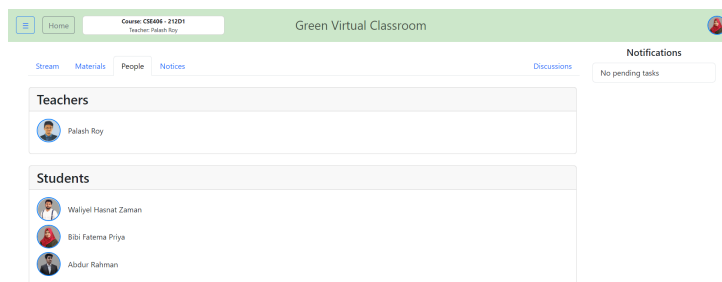 ☰ Home
Course: CSE406 - 212D1
Teacher: Palash Roy
Green Virtual Classroom
Stream Materials People Notices Discussions
Notifications
No pending tasks
Teachers
Palash Roy
Students
Waliyel Hasnat Zaman
Bibi Fatema Priya
Abdur Rahman